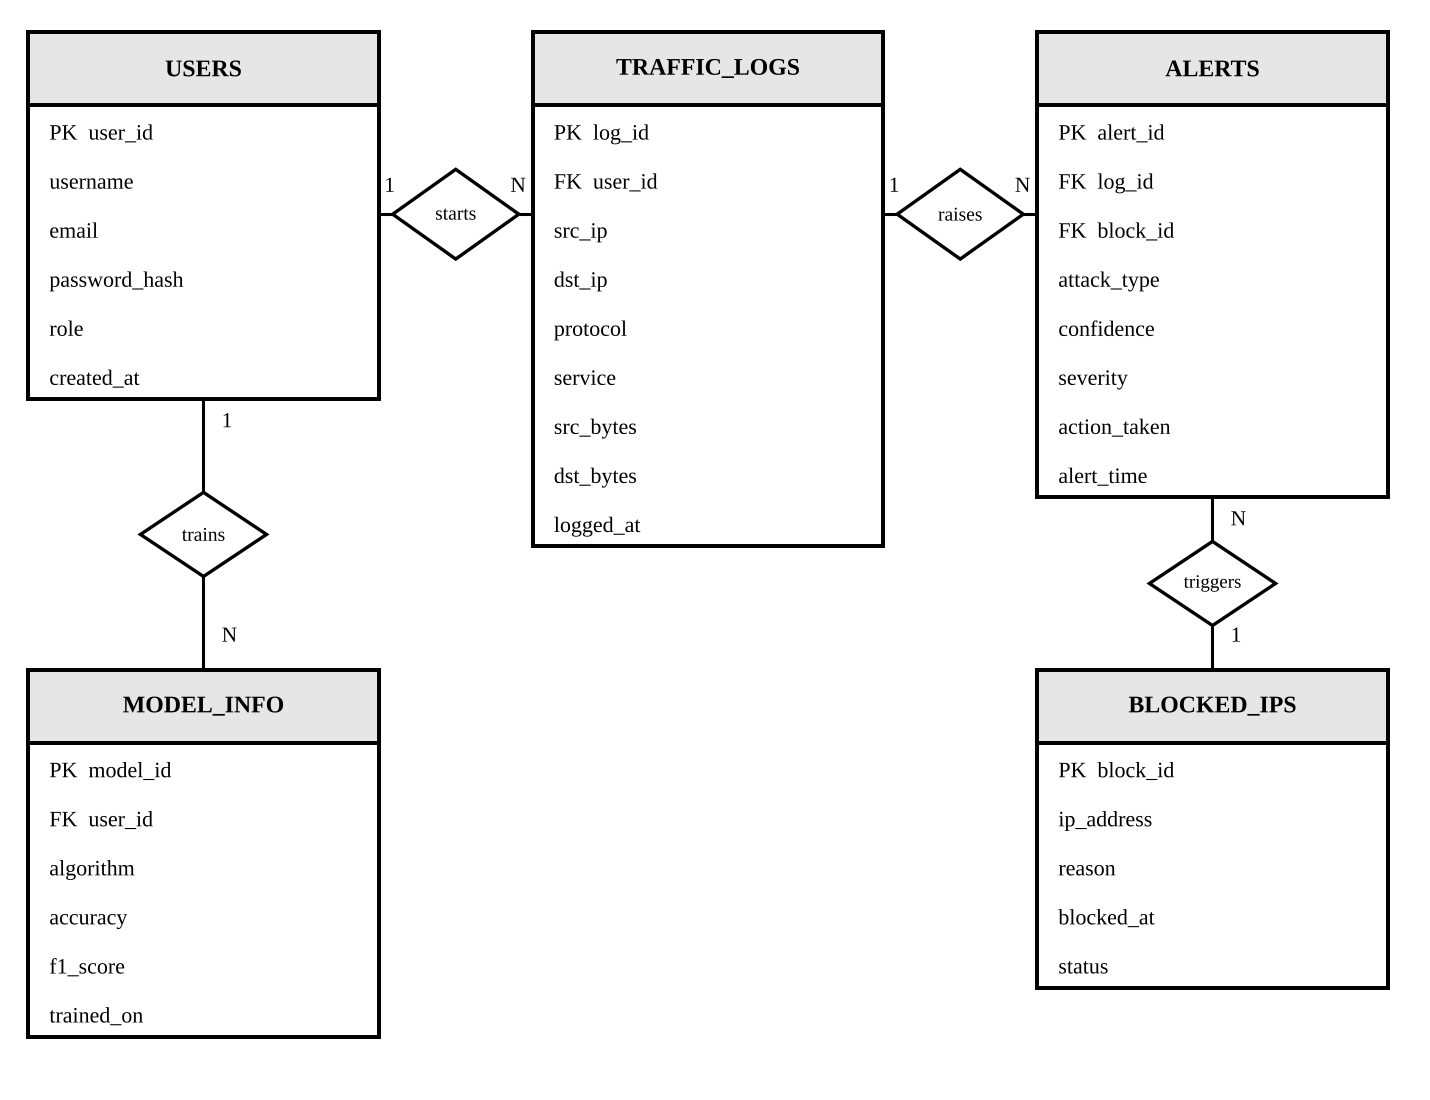 USERS
PK user_id
username
email
password_hash
role
created_at
1
starts
N
TRAFFIC_LOGS
PK log_id
FK user_id
src_ip
dst_ip
protocol
service
src_bytes
dst_bytes
logged_at
1
raises
N
ALERTS
PK alert_id
FK log_id
FK block_id
attack_type
confidence
severity
action_taken
alert_time
1
trains
N
MODEL_INFO
PK model_id
FK user_id
algorithm
accuracy
f1_score
trained_on
N
triggers
1
BLOCKED_IPS
PK block_id
ip_address
reason
blocked_at
status